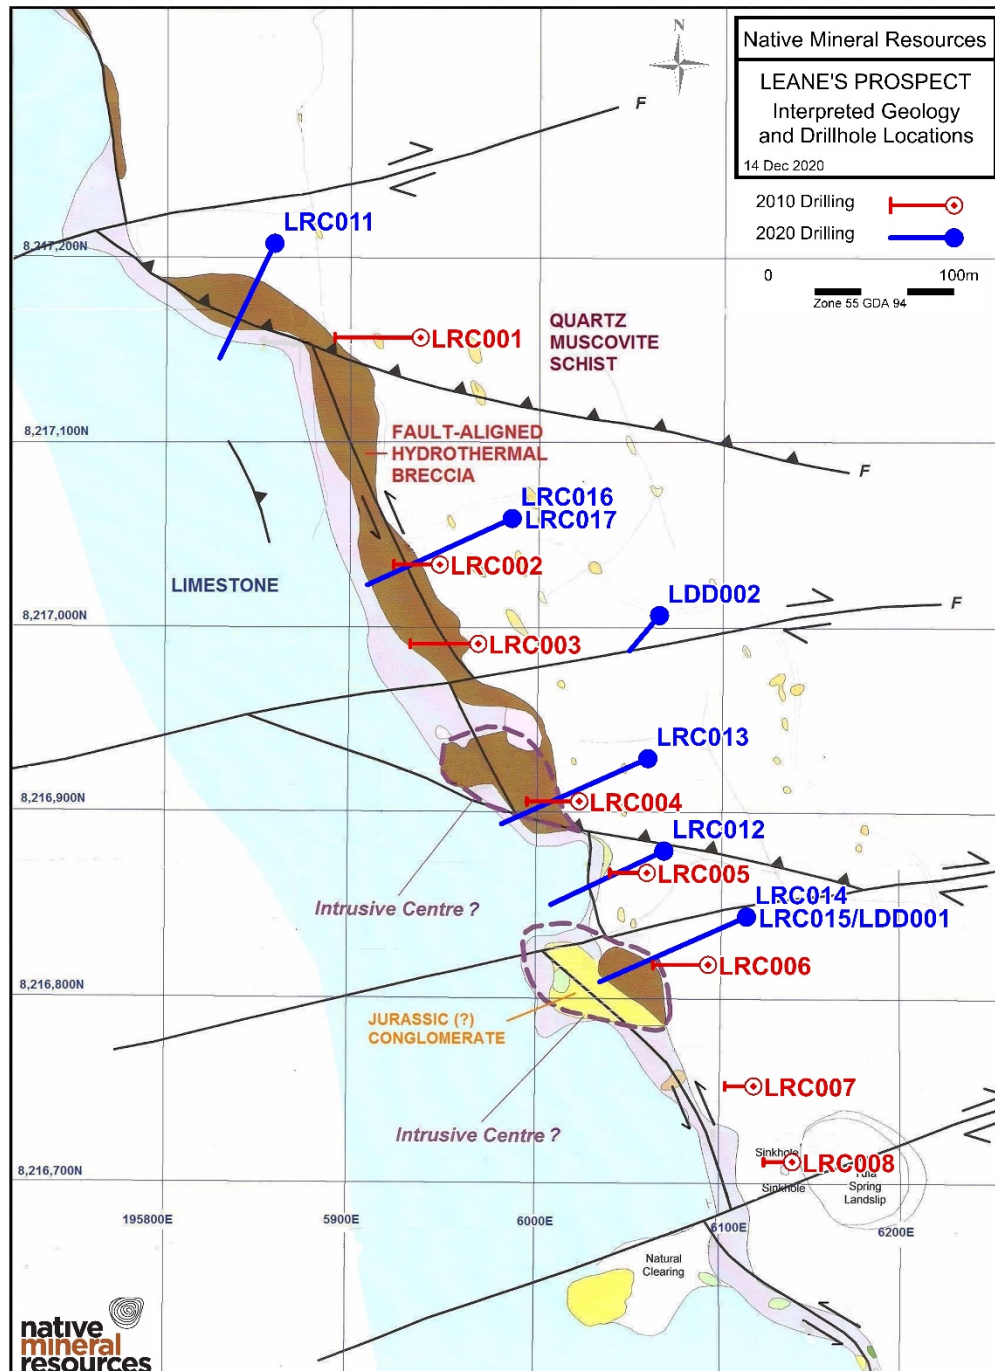 Native Mineral Resources
LEANE'S PROSPECT
Interpreted Geology
and Drillhole Locations
14 Dec 2020
2010 Drilling
2020 Drilling
0 100m
Zone 55 GDA 94
N
F
LRC011
8,217,200N
LRC001
QUARTZ
MUSCOVITE
SCHIST
8,217,100N
FAULT-ALIGNED
HYDROTHERMAL
BRECCIA
F
LRC016
LRC017
LRC002
LIMESTONE
LDD002
F
8,217,000N
LRC003
LRC013
8,216,900N
LRC004
LRC012
LRC005
LRC014
LRC015/LDD001
Intrusive Centre ?
LRC006
8,216,800N
JURASSIC (?)
CONGLOMERATE
LRC007
Intrusive Centre ?
Sinkhole
LRC008
Sinkhole
Tufa
Spring
Landslip
8,216,700N
195800E
5900E
6000E
6100E
6200E
Natural
Clearing
native
mineral
resources